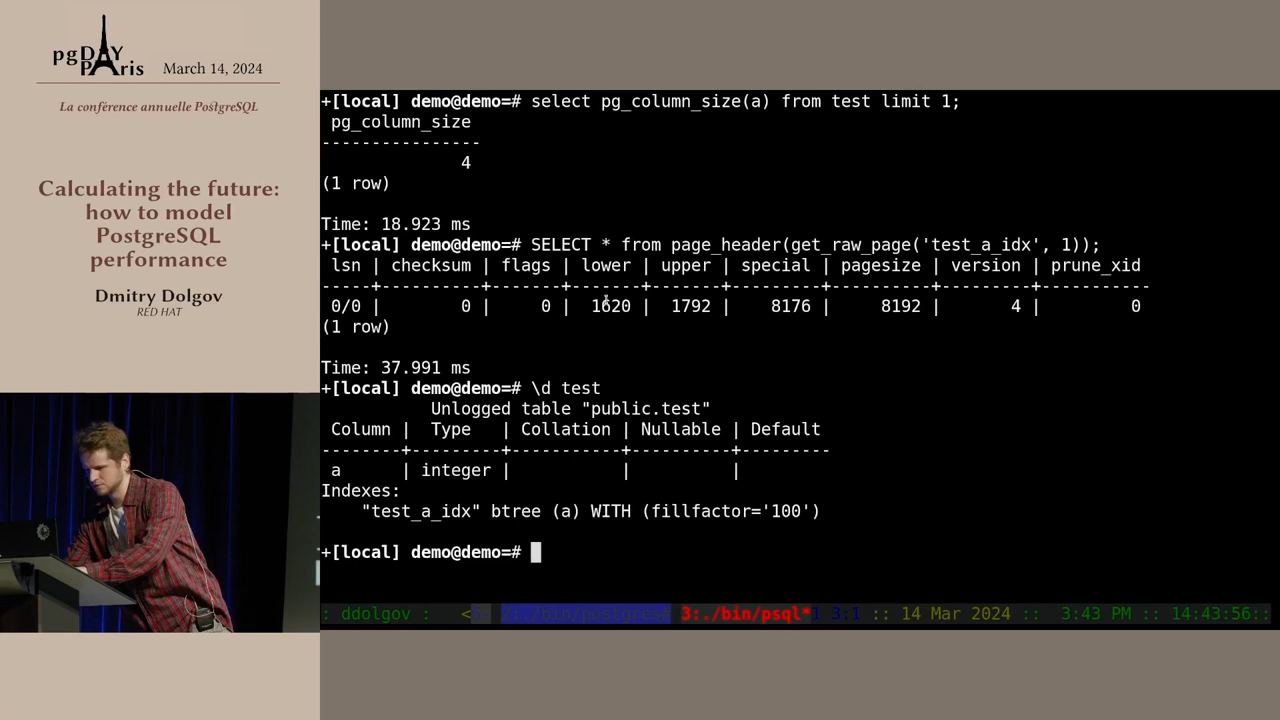 pgDAY
PAris
March 14, 2024
La conférence annuelle PostgreSQL
Calculating the future:
how to model
PostgreSQL
performance
Dmitry Dolgov
RED HAT
+[local] demo@demo=# select pg_column_size(a) from test limit 1;
pg_column_size
----------------
4
(1 row)
Time: 18.923 ms
+[local] demo@demo=# SELECT * from page_header(get_raw_page('test_a_idx', 1));
lsn | checksum | flags | lower | upper | special | pagesize | version | prune_xid
-----+----------+-------+-------+-------+---------+----------+---------+-----------
0/0 | 0 | 0 | 1620 | 1792 | 8176 | 8192 | 4 | 0
(1 row)
Time: 37.991 ms
+[local] demo@demo=# \d test
Unlogged table "public.test"
Column | Type | Collation | Nullable | Default
--------+---------+-----------+----------+---------
a | integer | | |
Indexes:
"test_a_idx" btree (a) WITH (fillfactor='100')
+[local] demo@demo=#
: ddolgov : < 3:./bin/psql* 1 3:1 :: 14 Mar 2024 :: 3:43 PM :: 14:43:56::